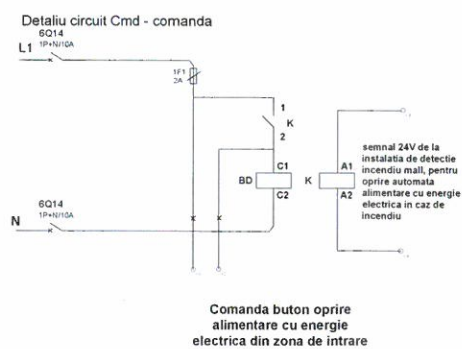 Detaliu circuit Cmd - comanda
6Q14
1P+N/10A
L1
1F1
2A
1
K
2
C1
BD
C2
K
A1
A2
semnal 24V de la
instalatia de detectie
incendiu mall, pentru
oprire automata
alimentare cu energie
electrica in caz de
incendiu
6Q14
1P+N/10A
N
Comanda buton oprire
alimentare cu energie
electrica din zona de intrare